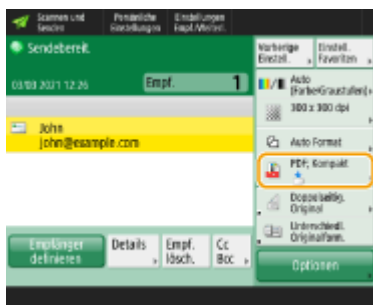 Scannen und
Senden
Persönliche
Einstellungen
Einstellungen
Empf./Weiterl.
Sendebereit.
03/03 2021 12:26
Empf.
1
Vorherige
Einstell.
Einstell.
Favoriten
Auto
(Farbe/Graustufen)
300 x 300 dpi
John
john@example.com
Auto Format
PDF; Kompakt
Doppelseitig.
Original
Unterschiedl.
Originalform.
Empfänger
definieren
Details
Empf.
lösch.
Cc
Bcc
Optionen